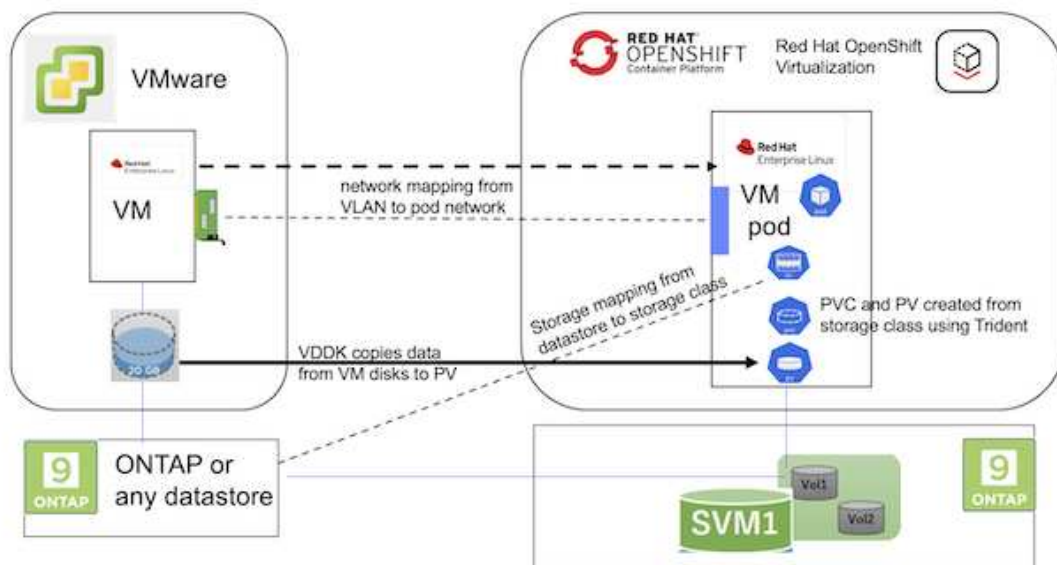 VMware
RedHat
Enterprise Linux
VM
20 GB
ONTAP or
any datastore
9
ONTAP
network mapping from
VLAN to pod network
Storage mapping from
datastore to storage class
VDDK copies data
from VM disks to PV
RED HAT
OPENSHIFT
Container Platform
Red Hat OpenShift
Virtualization
Red Hat
Enterprise Linux
VM
pod
PVC and PV created from
storage class using Trident
Vol1
Vol2
SVM1
9
ONTAP